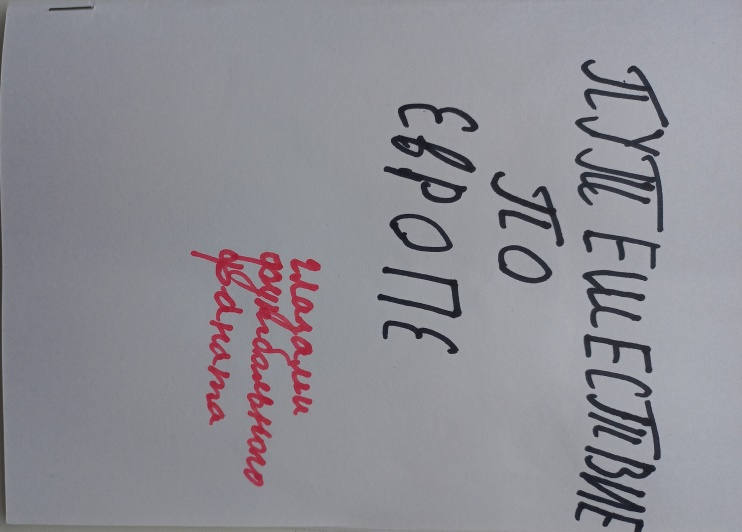 ПУТЕШЕСТВИЕ
ПО
ЕВРОПЕ
глазами
футбольного
фаната